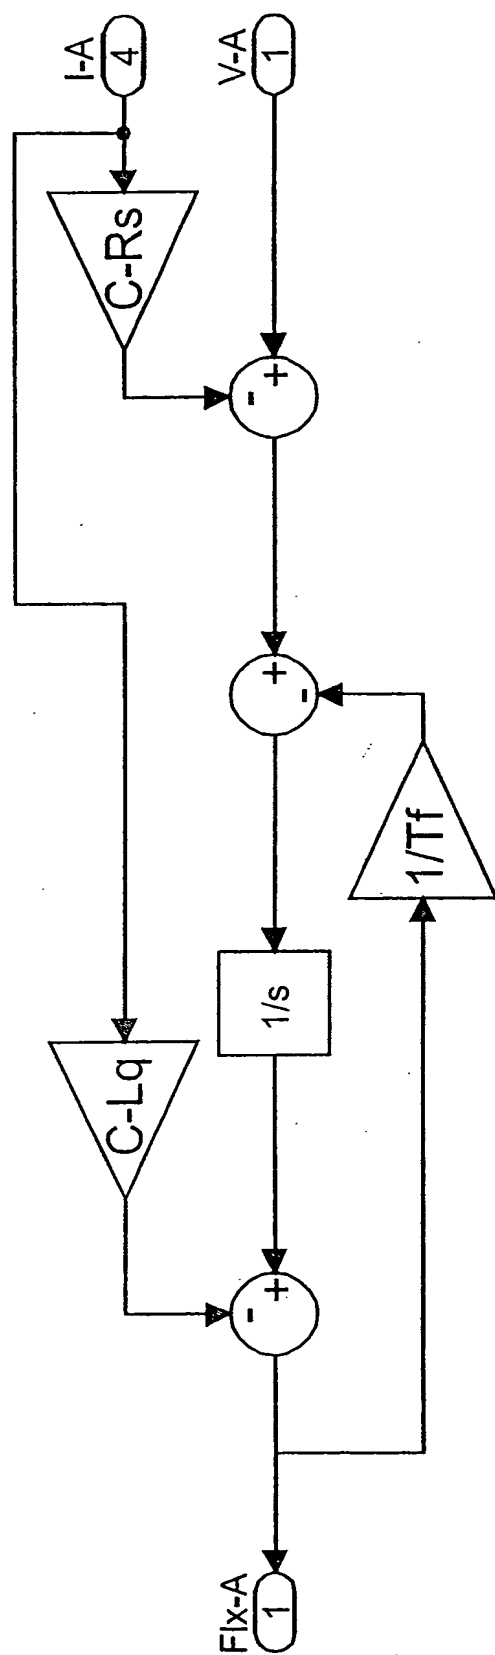 I-A
4
V-A
1
C-Rs
-
+
+
-
1/Tf
1/s
C-Lq
-
+
Flx-A
1